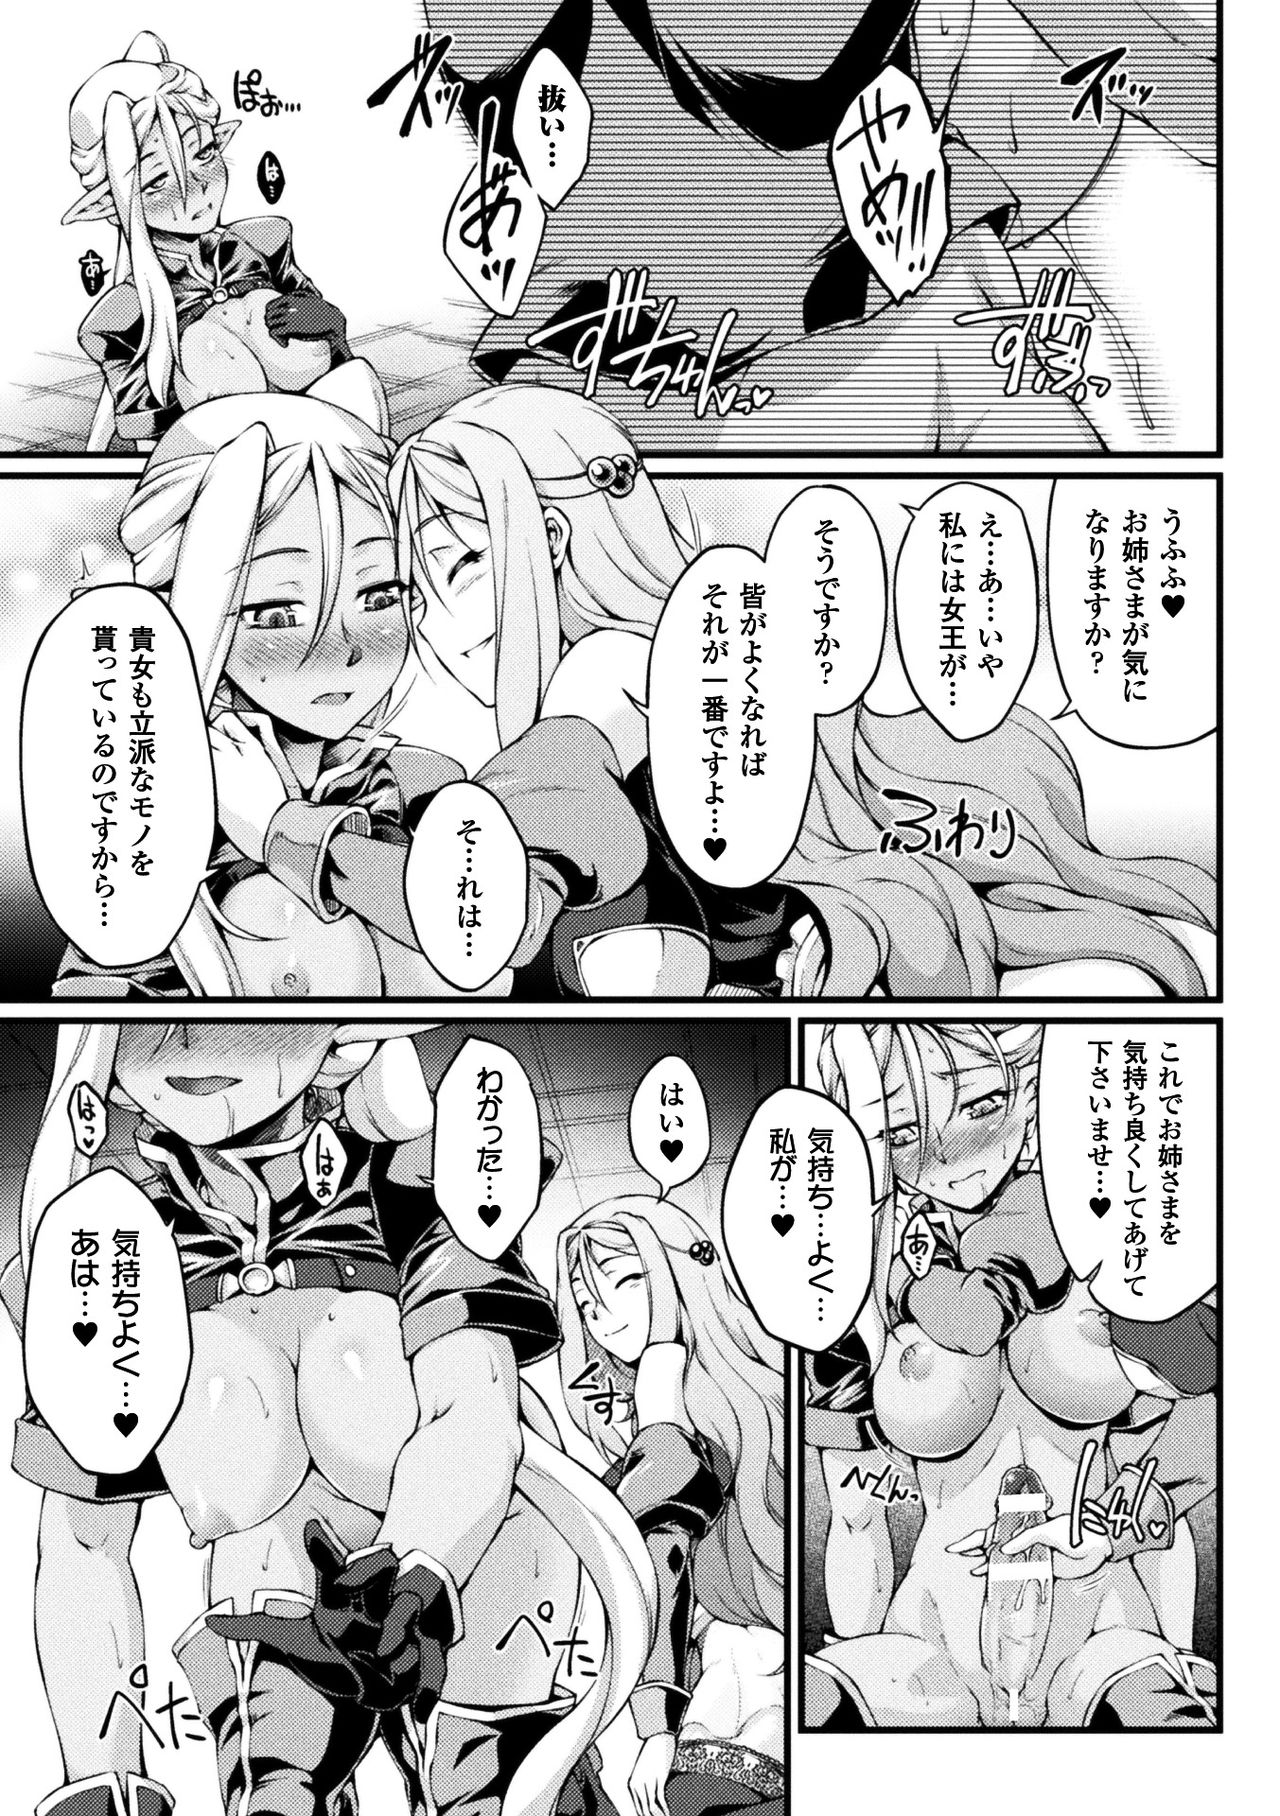 ズッ
やめッ!!
ズッ
抜い…
あぁッ
ずずちゅんっ♥
ぽぉ…
は…
あ…
うふふ♥
お姉さまが気に
なりますか？
え…あ…いや
私には女王が…
そうですか？
皆がよくなれば
それが一番ですよ…♥
ふわり
そ…れは…
貴女も立派なモノを
貰っているのですから…
これでお姉さまを
気持ち良くしてあげて
下さいませ…♥
あ…
気持ち…よく…
私が…♥
はい♥
くす
わかった…♥
はぁ
はっ
気持ちよく…♥
あは…♥
ぺた
ぺた